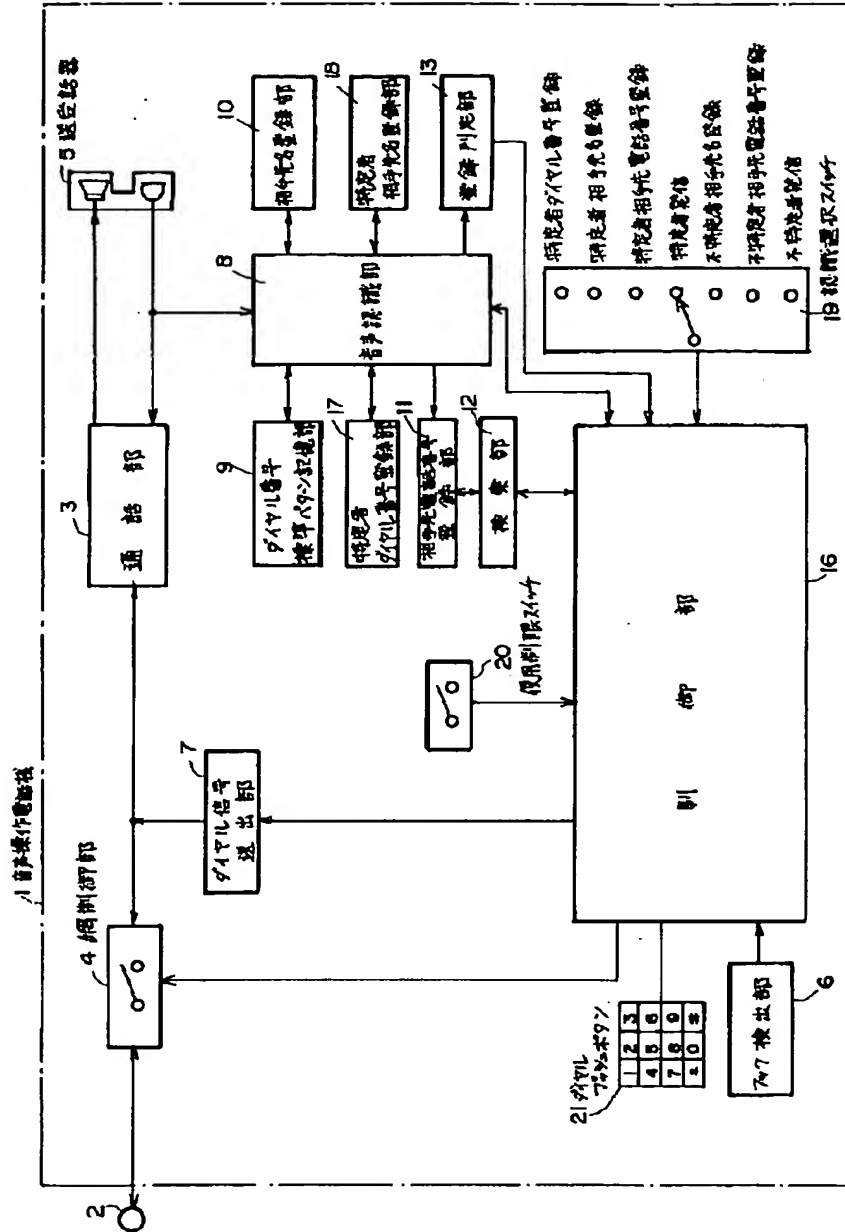 1 音声操作電話機
2
4 網制御部
3
通話部
5 送受話器
7
ダイヤル信号
送出部
8
音声認識部
10
相手先名登録部
18
特定者
相手先名登録部
13
登録判定部
9
ダイヤル番号
標準パタン記憶部
17
特定者
ダイヤル番号登録部
11
相手先電話番号
登録部
12
検索部
20
使用制限スイッチ
特定者ダイヤル番号登録
特定者相手先名登録
特定者相手先電話番号登録
特定者発信
不特定者相手先名登録
不特定者相手先電話番号登録
不特定者発信
19 認識選択スイッチ
16
制御部
21 ダイヤル
プッシュボタン
1 2 3
4 5 6
7 8 9
* 0 #
フック検出部
6